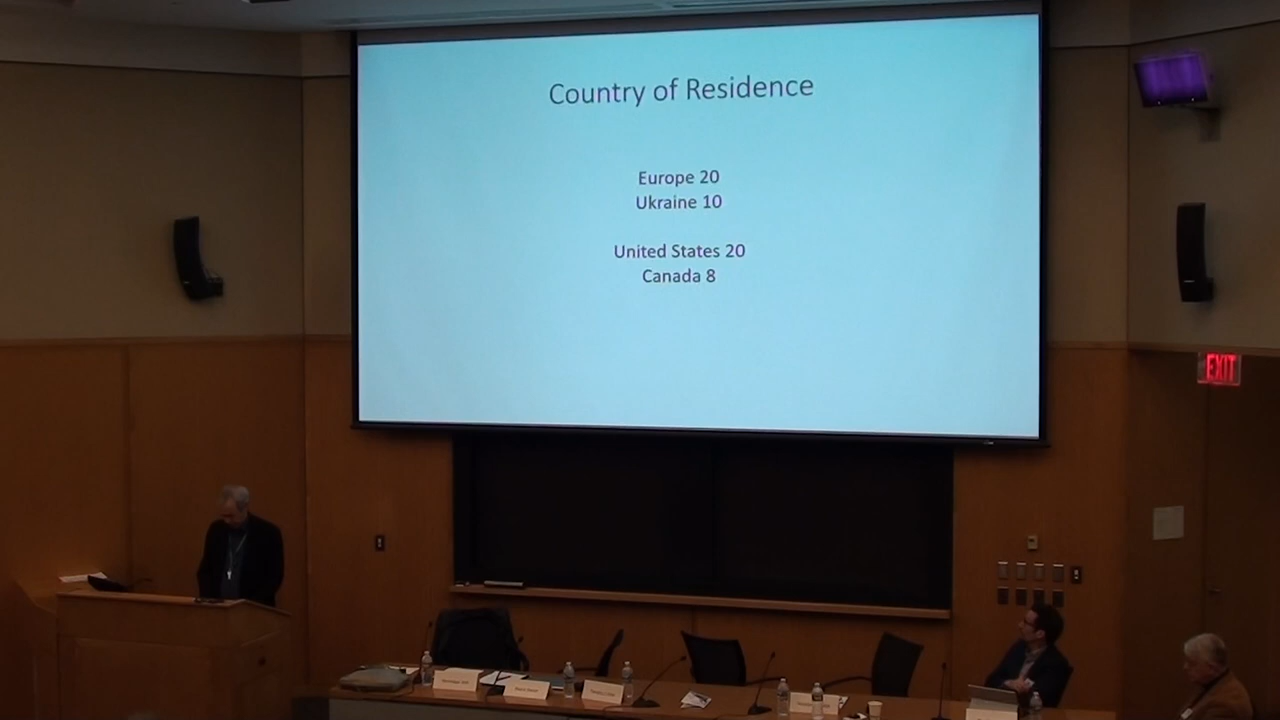 Country of Residence
Europe 20
Ukraine 10
United States 20
Canada 8
EXIT